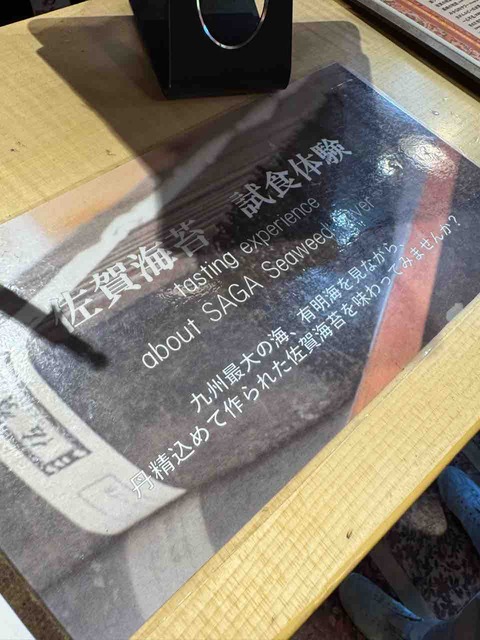 佐賀海苔 試食体験
tasting experience
about SAGA Seaweed
九州最大の海、有明海を見ながら、
丹精込めて作られた佐賀海苔を味わってみませんか?